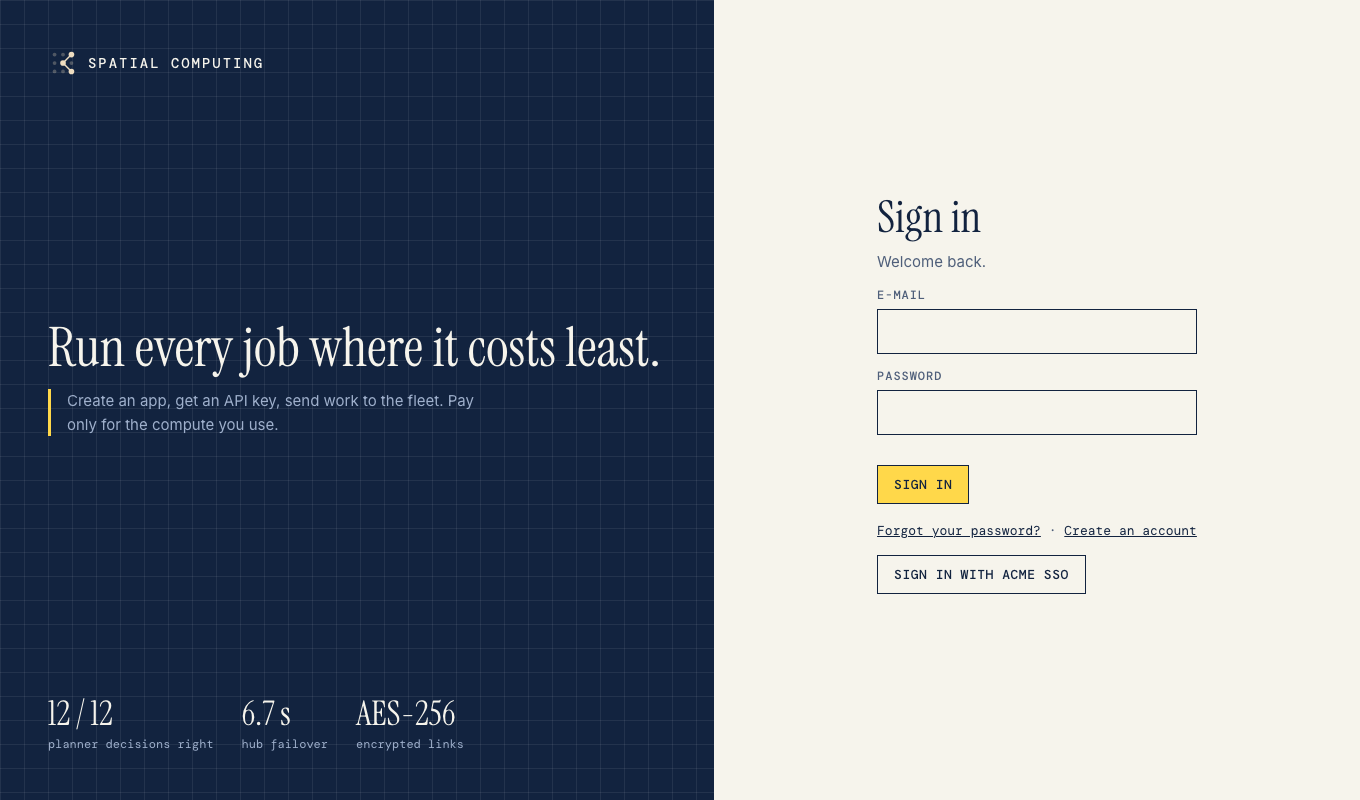 SPATIAL COMPUTING
Run every job where it costs least.
Create an app, get an API key, send work to the fleet. Pay
only for the compute you use.
12 / 12
planner decisions right
6.7 s
hub failover
AES-256
encrypted links
Sign in
Welcome back.
E-MAIL
PASSWORD
SIGN IN
Forgot your password? · Create an account
SIGN IN WITH ACME SSO